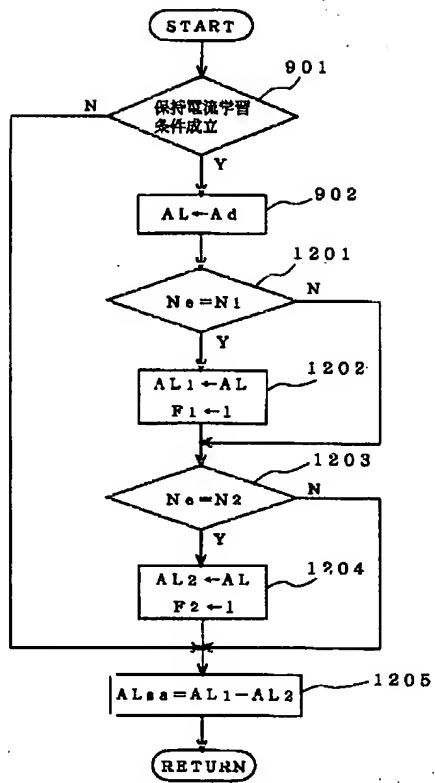 START
901
N
保持電流学習
条件成立
Y
902
AL←Ad
1201
Ne=N1
N
Y
1202
AL1←AL
F1←1
1203
Ne=N2
N
Y
1204
AL2←AL
F2←1
1205
ALsa=AL1-AL2
RETURN